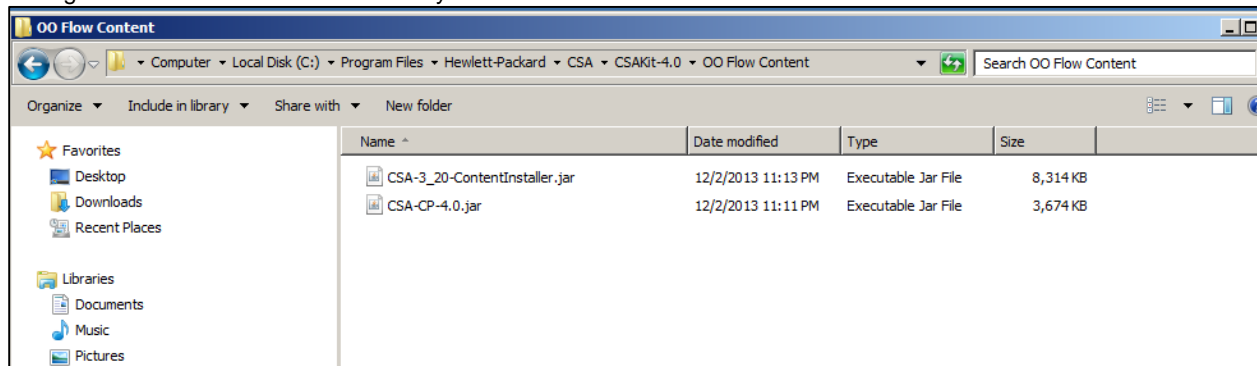 OO Flow Content
Computer Local Disk (C:) Program Files Hewlett-Packard CSA CSAKit-4.0 OO Flow Content Search OO Flow Content
Organize Include in library Share with New folder
Favorites
Desktop
Downloads
Recent Places
Libraries
Documents
Music
Pictures
Name Date modified Type Size
CSA-3_20-ContentInstaller.jar 12/2/2013 11:13 PM Executable Jar File 8,314 KB
CSA-CP-4.0.jar 12/2/2013 11:11 PM Executable Jar File 3,674 KB